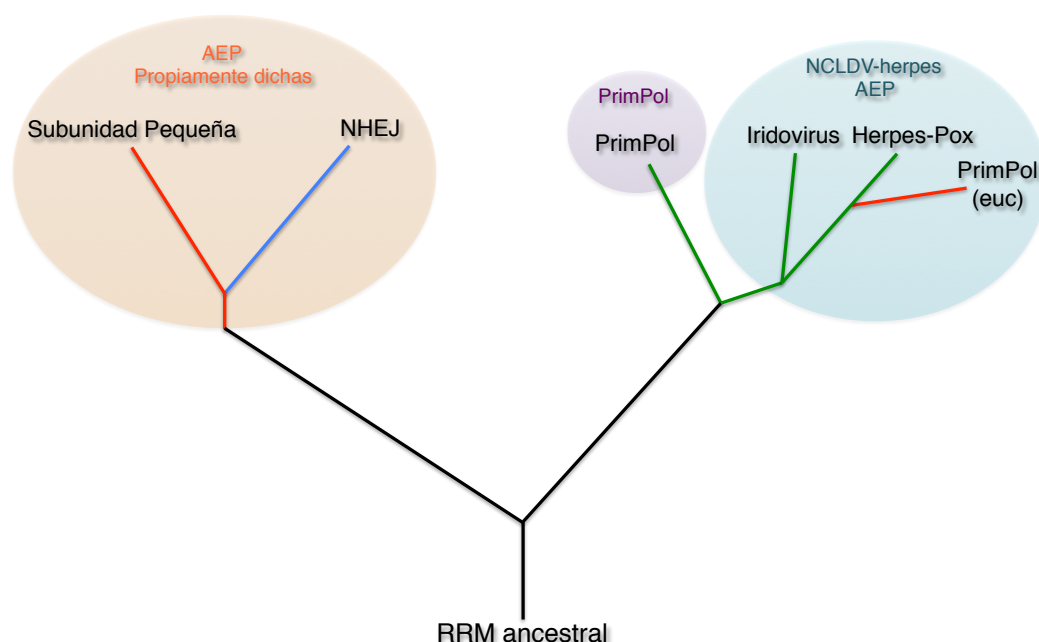 AEP
Propiamente dichas
Subunidad Pequeña
NHEJ
PrimPol
PrimPol
NCLDV-herpes
AEP
Iridovirus
Herpes-Pox
PrimPol
(euc)
RRM ancestral